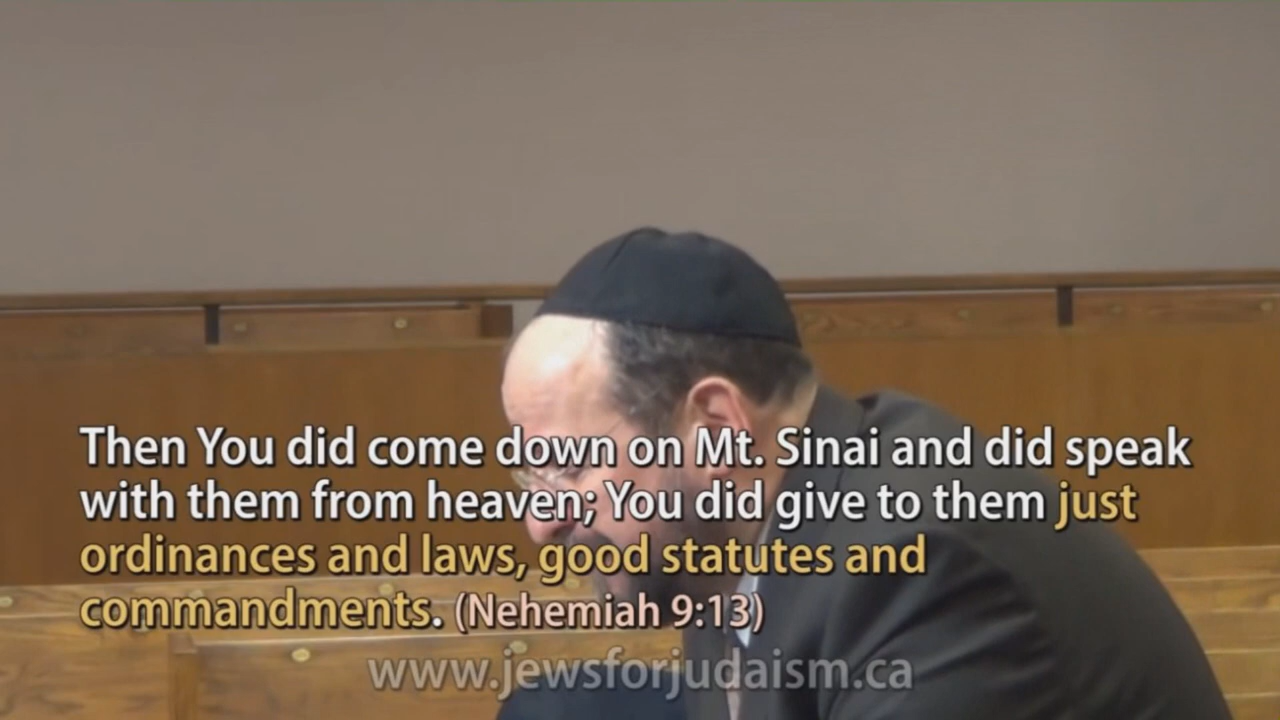 Then You did come down on Mt. Sinai and did speak
with them from heaven; You did give to them just
ordinances and laws, good statutes and
commandments. (Nehemiah 9:13)
www.jewsforjudaism.ca